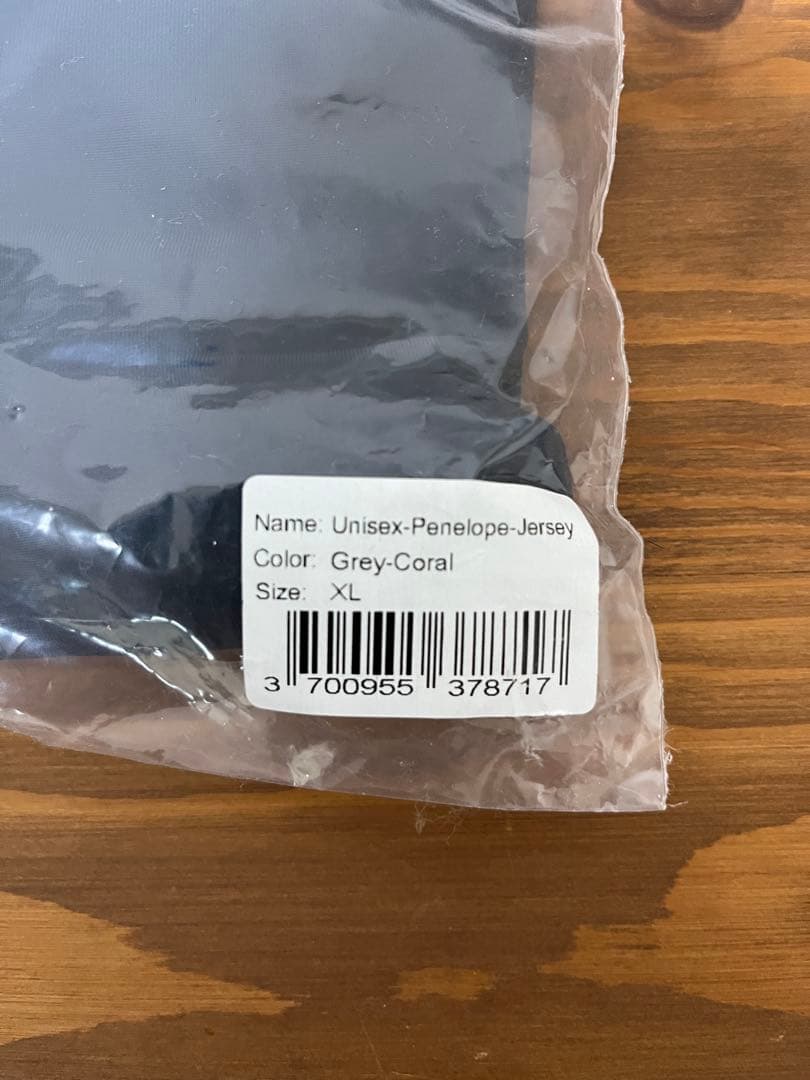 Name: Unisex-Penelope-Jersey
Color: Grey-Coral
Size: XL
3 700955 378717